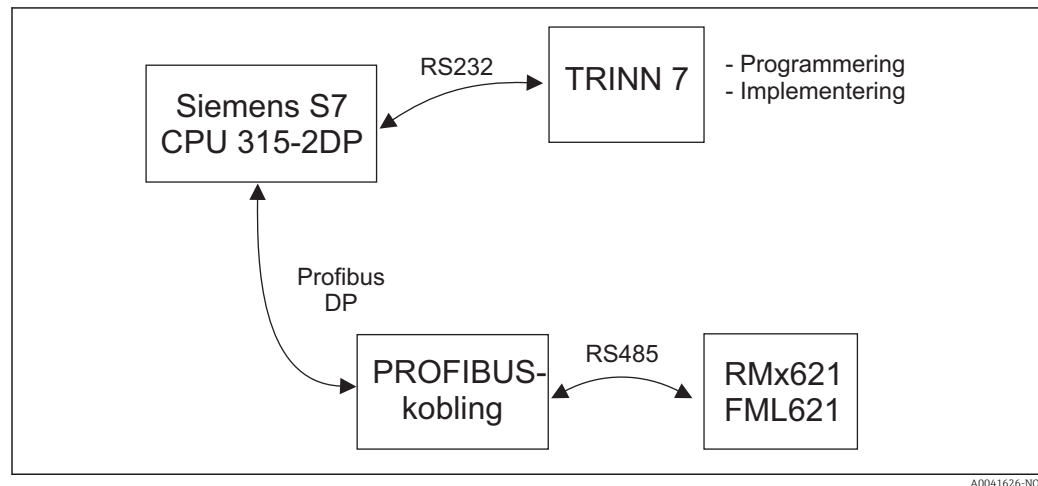 RS232
TRINN 7
- Programmering
- Implementering
Siemens S7
CPU 315-2DP
Profibus
DP
PROFIBUS-
kobling
RS485
RMx621
FML621
A0041626-NO